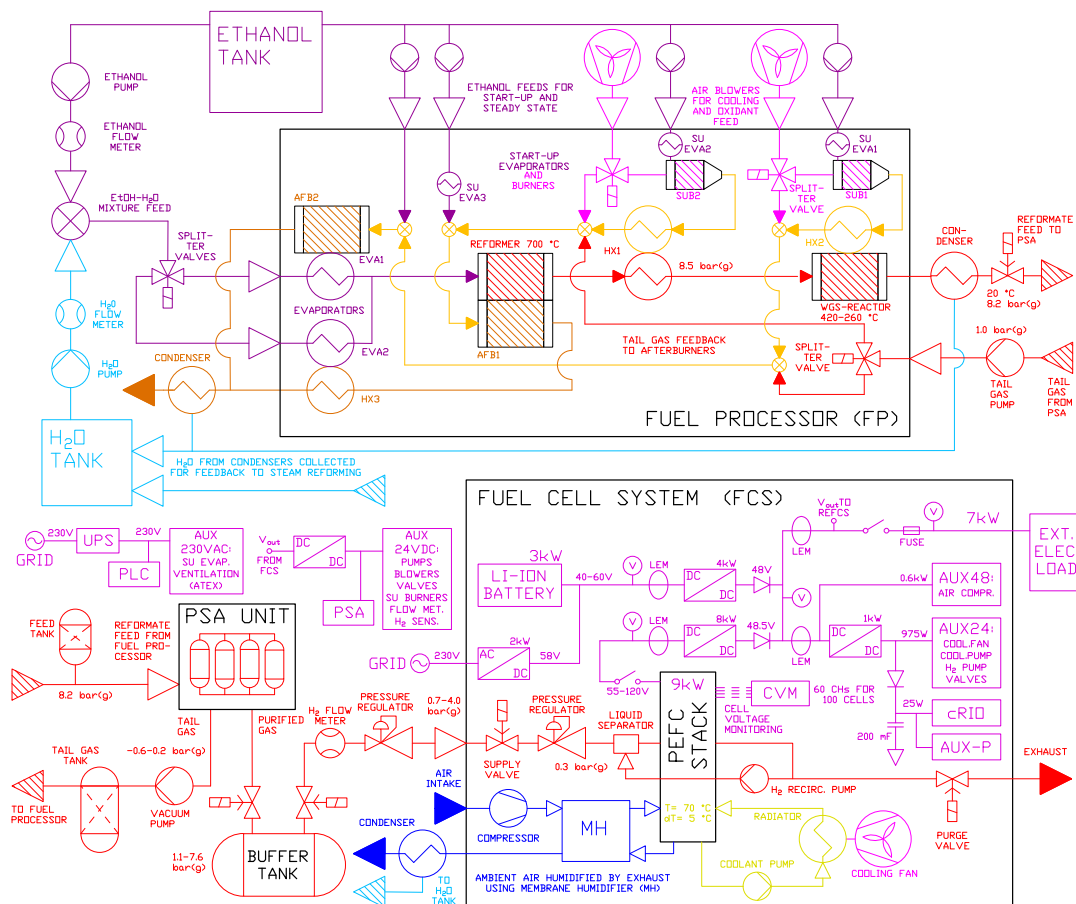 ETHANOL
TANK
ETHANOL
PUMP
ETHANOL
FLOW
METER
EtOH-H2O
MIXTURE FEED
SPLIT-
TER
VALVES
H2O
FLOW
METER
H2O
PUMP
CONDENSER
H2O
TANK
H2O FROM CONDENSERS COLLECTED
FOR FEEDBACK TO STEAM REFORMING
ETHANOL FEEDS FOR
START-UP AND
STEADY STATE
AIR BLOWERS
FOR COOLING
AND OXIDANT
FEED
START-UP
EVAPORATORS
AND
BURNERS
SU
EVA2
SU
EVA1
SU
EVA3
SUB2
SUB1
SPLIT-
TER
VALVE
AFB2
EVA1
EVAPORATORS
EVA2
HX3
REFORMER 700 °C
AFB1
HX1
HX2
8.5 bar(g)
WGS-REACTOR
420-260 °C
TAIL GAS FEEDBACK
TO AFTERBURNERS
SPLIT-
TER
VALVE
FUEL PROCESSOR (FP)
CON-
DENSER
REFORMATE
FEED TO
PSA
20 °C
8.2 bar(g)
1.0 bar(g)
TAIL
GAS
PUMP
TAIL
GAS
FROM
PSA
GRID
230V
UPS
230V
PLC
AUX
230VAC:
SU EVAP.
VENTILATION
(ATEX)
Vout
FROM
FCS
DC
DC
PSA
AUX
24VDC:
PUMPS
BLOWERS
VALVES
SU BURNERS
FLOW MET.
H2 SENS.
FEED
TANK
REFORMATE
FEED FROM
FUEL PRO-
CESSOR
8.2 bar(g)
PSA UNIT
TAIL
GAS
PURIFIED
GAS
TAIL GAS
TANK
-0.6-0.2 bar(g)
TO FUEL
PROCESSOR
VACUUM
PUMP
1.1-7.6
bar(g)
BUFFER
TANK
H2 FLOW
METER
PRESSURE
REGULATOR
0.7-4.0
bar(g)
CONDENSER
TO
H2O
TANK
FUEL CELL SYSTEM (FCS)
3kW
LI-ION
BATTERY
40-60V
V
LEM
DC
DC
4kW
48V
Vout TO
REFCS
LEM
FUSE
V
7kW
EXT.
ELEC
LOAD
V
0.6kW
AUX48:
AIR COMPR.
V
LEM
DC
DC
8kW
48.5V
LEM
DC
DC
1kW
975W
AUX24:
COOL.FAN
COOL.PUMP
H2 PUMP
VALVES
GRID
230V
AC
DC
2kW
58V
55-120V
9kW
PEFC
STACK
CVM
CELL
VOLTAGE
MONITORING
60 CHs FOR
100 CELLS
25W
200 mF
cRIO
AUX-P
PRESSURE
REGULATOR
LIQUID
SEPARATOR
SUPPLY
VALVE
0.3 bar(g)
H2 RECIRC. PUMP
EXHAUST
PURGE
VALVE
AIR
INTAKE
COMPRESSOR
MH
T= 70 °C
dT= 5 °C
RADIATOR
COOLANT PUMP
COOLING FAN
AMBIENT AIR HUMIDIFIED BY EXHAUST
USING MEMBRANE HUMIDIFIER (MH)